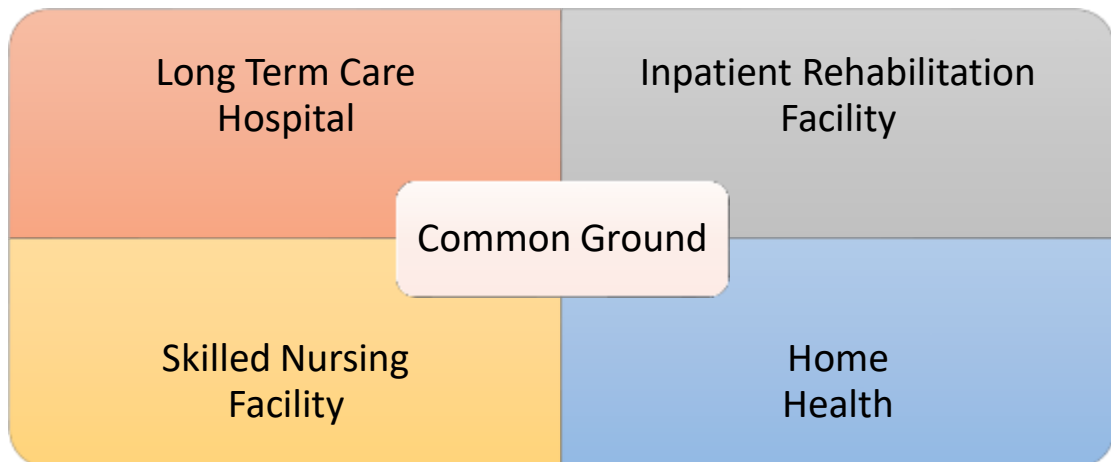 Long Term Care
Hospital
Inpatient Rehabilitation
Facility
Common Ground
Skilled Nursing
Facility
Home
Health